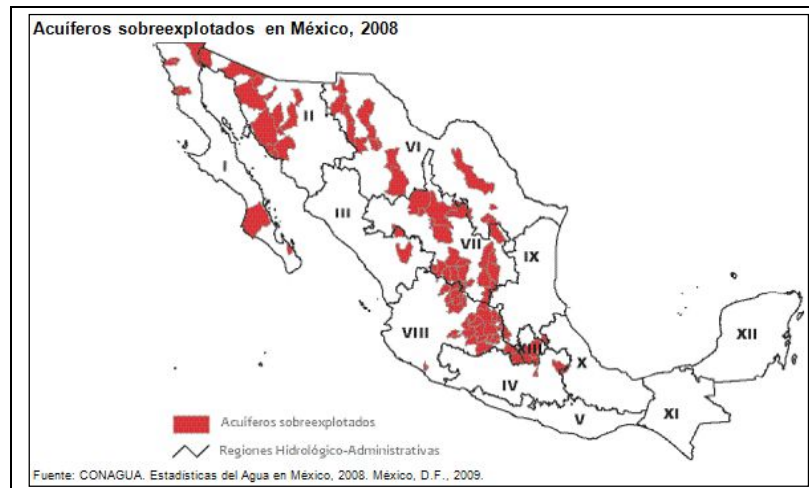 Acuíferos sobreexplotados en México, 2008
II
VI
I
III
VII
IX
VIII
XIII
X
XII
IV
V
XI
Acuíferos sobreexplotados
Regiones Hidrológico-Administrativas
Fuente: CONAGUA. Estadísticas del Agua en México, 2008. México, D.F., 2009.